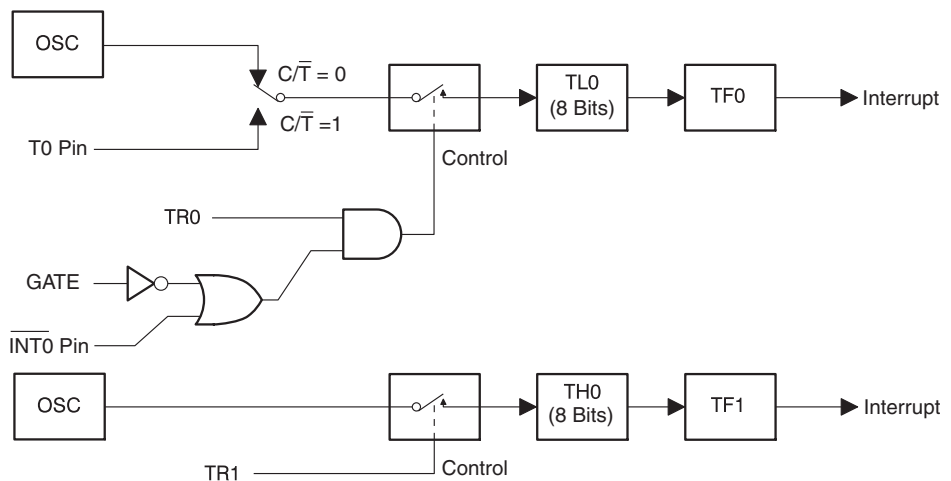 OSC
C/T̅ = 0
C/T̅ =1
T0 Pin
TL0
(8 Bits)
TF0
Interrupt
Control
TR0
GATE
I̅N̅T̅0̅ Pin
OSC
TH0
(8 Bits)
TF1
Interrupt
TR1
Control